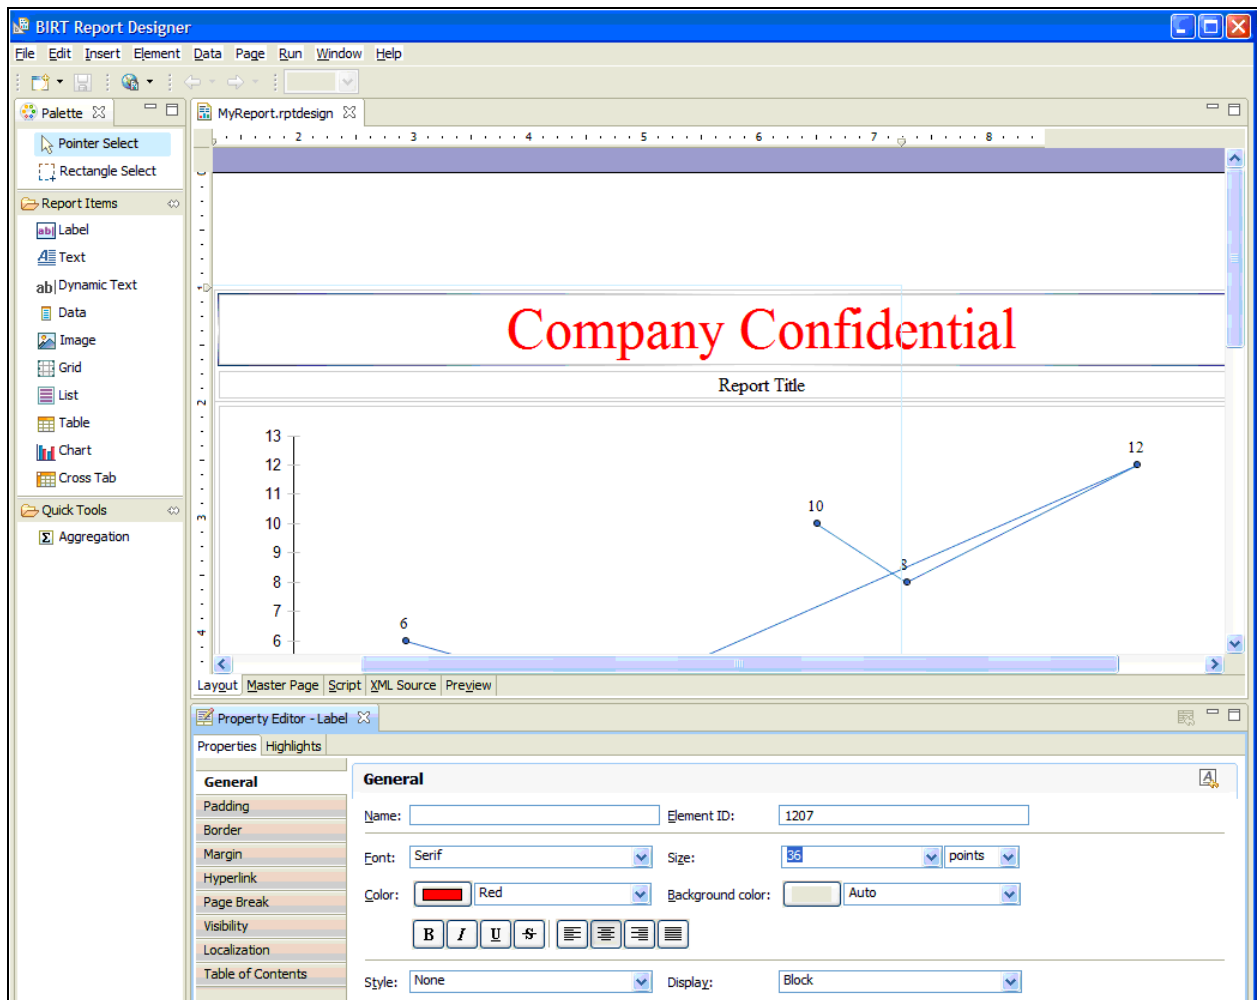 BIRT Report Designer
File Edit Insert Element Data Page Run Window Help
Palette
MyReport.rptdesign
Pointer Select
Rectangle Select
Report Items
Label
Text
Dynamic Text
Data
Image
Grid
List
Table
Chart
Cross Tab
Quick Tools
Aggregation
2 3 4 5 6 7 8
2
3
4
Company Confidential
Report Title
13
12
11
10
9
8
7
6
12
10
8
6
Layout Master Page Script XML Source Preview
Property Editor - Label
Properties Highlights
General
Padding
Border
Margin
Hyperlink
Page Break
Visibility
Localization
Table of Contents
General
Name: Element ID: 1207
Font: Serif Size: 36 points
Color: Red Background color: Auto
B I U S
Style: None Display: Block